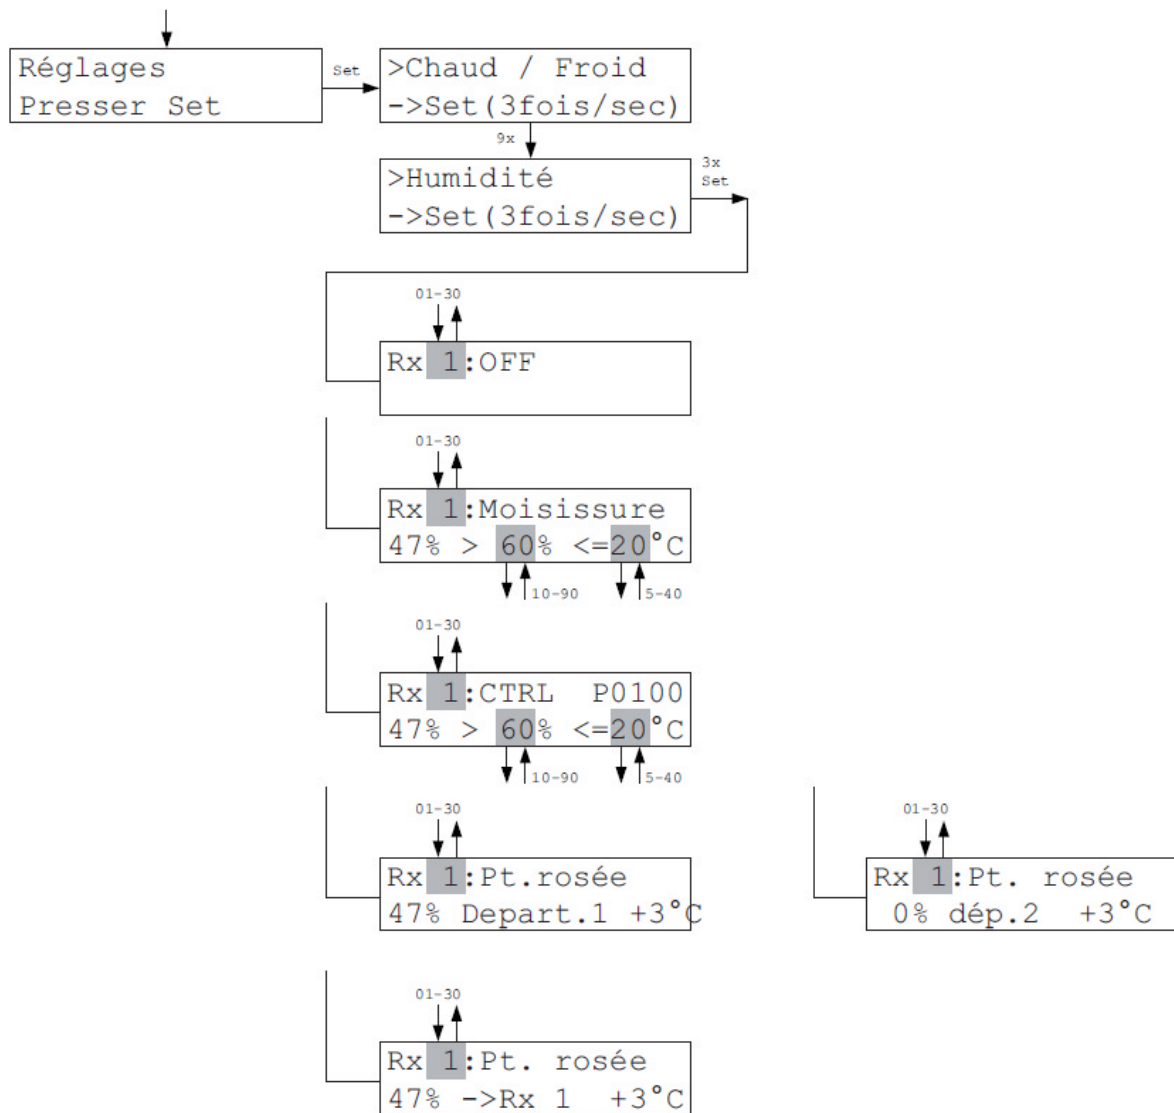 Réglages
Presser Set
Set
>Chaud / Froid
->Set(3fois/sec)
9x
>Humidité
->Set(3fois/sec)
3x
Set
01-30
Rx 1:OFF
01-30
Rx 1:Moisissure
47% > 60% <=20°C
10-90
5-40
01-30
Rx 1:CTRL P0100
47% > 60% <=20°C
10-90
5-40
01-30
Rx 1:Pt.rosée
47% Depart.1 +3°C
01-30
Rx 1:Pt. rosée
0% dép.2 +3°C
01-30
Rx 1:Pt. rosée
47% ->Rx 1 +3°C